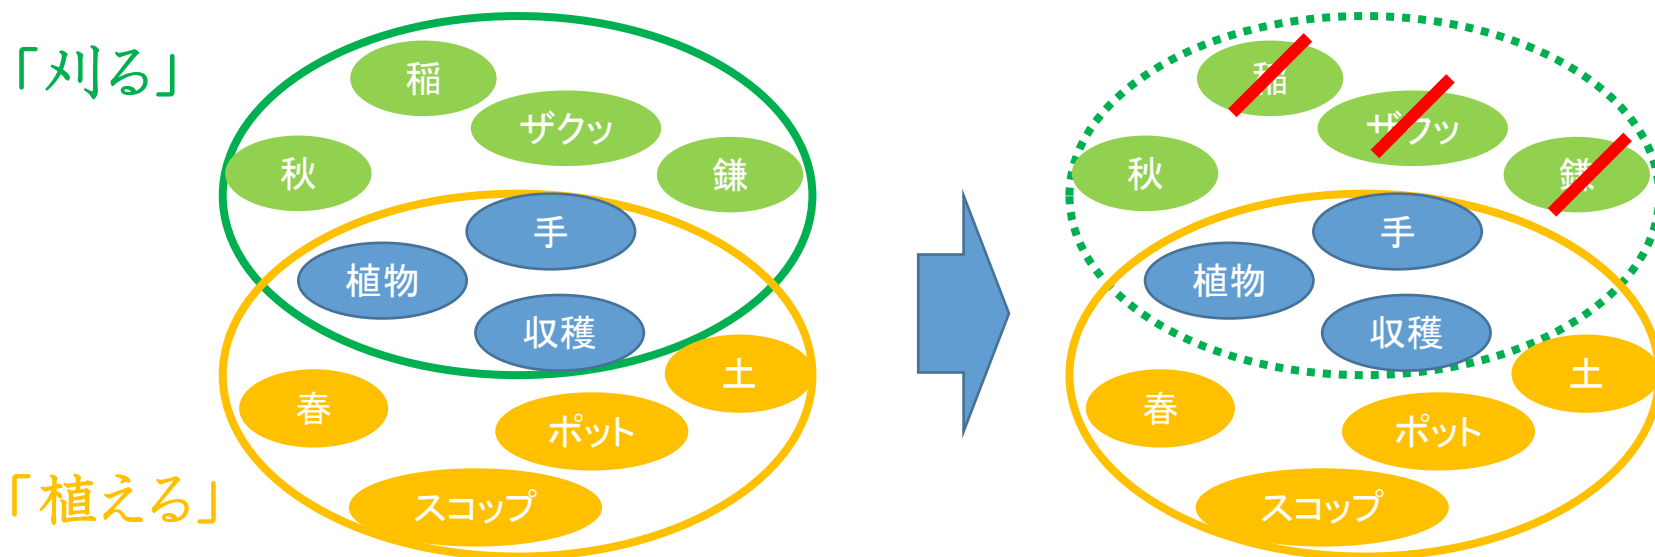 「刈る」
稲
ザクッ
秋
鎌
手
植物
収穫
土
春
ポット
スコップ
「植える」
稲
ザクッ
秋
鎌
手
植物
収穫
土
春
ポット
スコップ